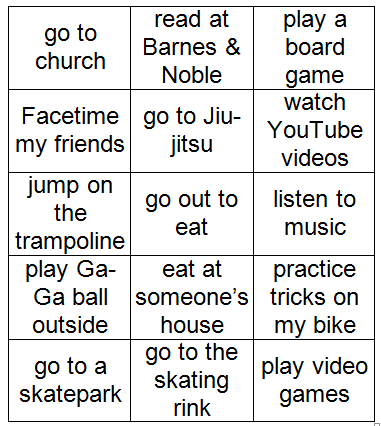 go to
church
read at
Barnes &
Noble
play a
board
game
Facetime
my friends
go to Jiu-
jitsu
watch
YouTube
videos
jump on
the
trampoline
go out to
eat
listen to
music
play Ga-
Ga ball
outside
eat at
someone’s
house
practice
tricks on
my bike
go to a
skatepark
go to the
skating
rink
play video
games